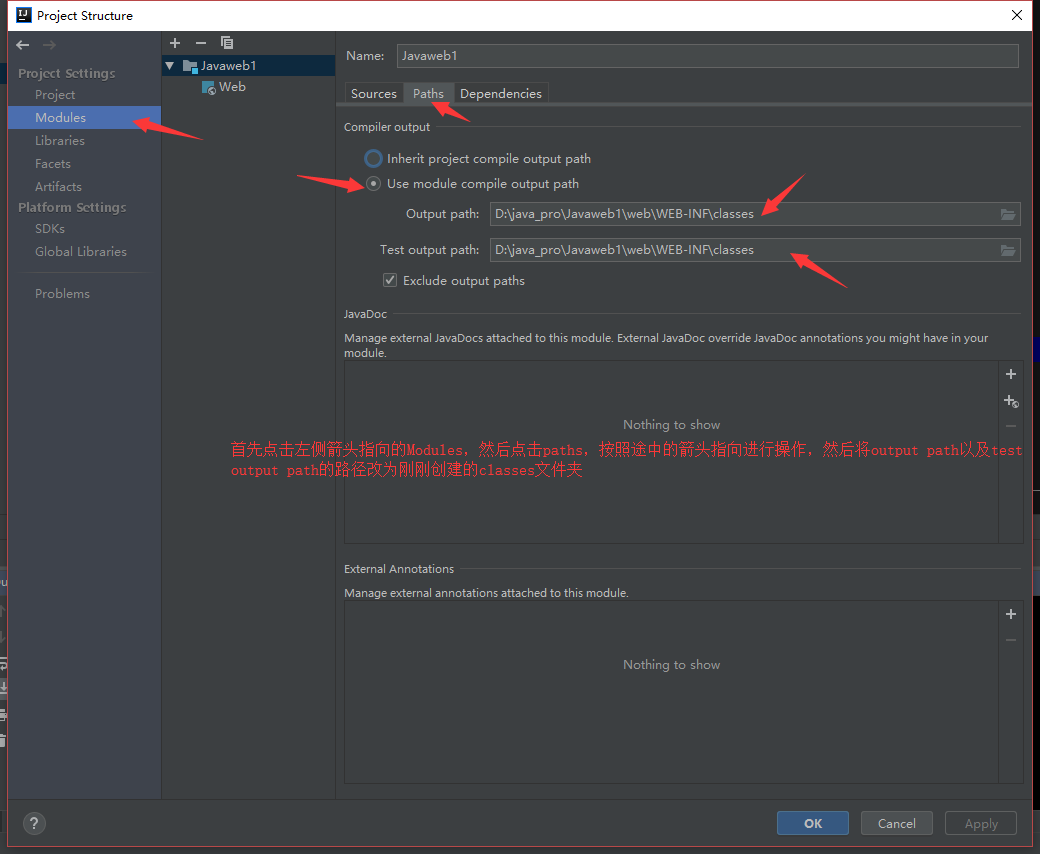 Project Structure
Project Settings
Project
Modules
Libraries
Facets
Artifacts
Platform Settings
SDKs
Global Libraries
Problems
Javaweb1
Web
Name: Javaweb1
Sources Paths Dependencies
Compiler output
Inherit project compile output path
Use module compile output path
Output path: D:\java_pro\Javaweb1\web\WEB-INF\classes
Test output path: D:\java_pro\Javaweb1\web\WEB-INF\classes
Exclude output paths
JavaDoc
Manage external JavaDocs attached to this module. External JavaDoc override JavaDoc annotations you might have in your
module.
Nothing to show
首先点击左侧箭头指向的Modules，然后点击paths，按照途中的箭头指向进行操作，然后将output path以及test
output path的路径改为刚刚创建的classes文件夹
External Annotations
Manage external annotations attached to this module.
Nothing to show
? OK Cancel Apply